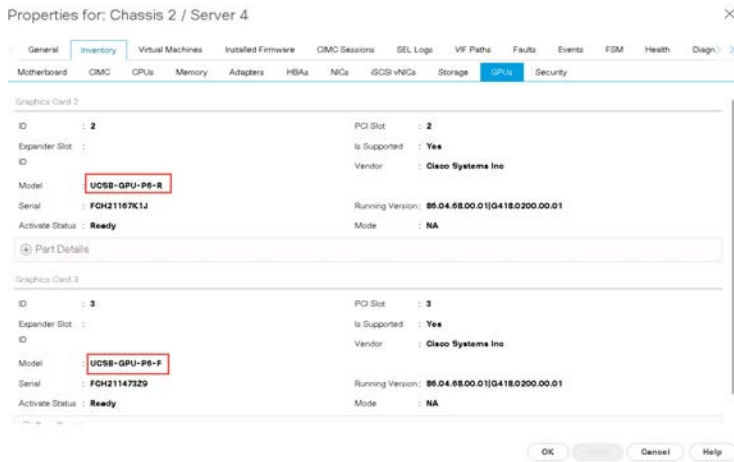 Properties for: Chassis 2 / Server 4
General Inventory Virtual Machines Installed Firmware CIMC Sessions SEL Logs VIF Paths Faults Events FSM Health Diagn
Motherboard CIMC CPUs Memory Adapters HBAs NICs iSCSI vNICs Storage GPUs Security
Graphics Card 2
ID : 2 PCI Slot : 2
Expander Slot ID : Is Supported : Yes
Vendor : Cisco Systems Inc
Model : UCSB-GPU-P6-R
Serial : FCH21167K1J Running Version : 86.04.68.00.01|G418.0200.00.01
Activate Status : Ready Mode : NA
Part Details
Graphics Card 3
ID : 3 PCI Slot : 3
Expander Slot ID : Is Supported : Yes
Vendor : Cisco Systems Inc
Model : UCSB-GPU-P6-F
Serial : FCH211473Z9 Running Version : 86.04.68.00.01|G418.0200.00.01
Activate Status : Ready Mode : NA
OK Cancel Help